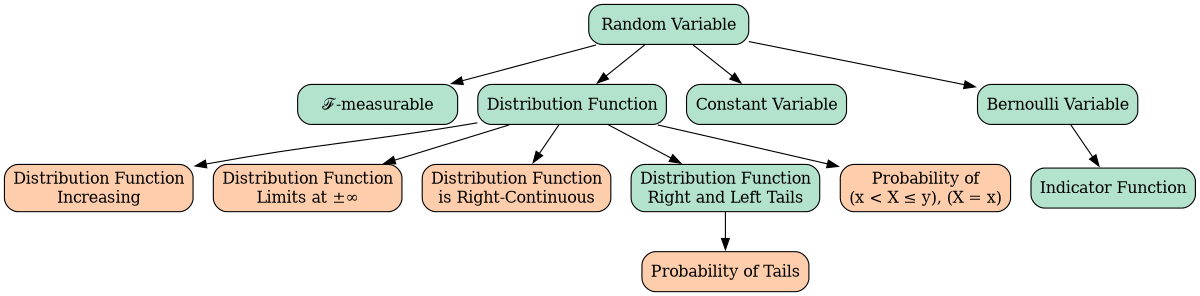 Random Variable
ℱ-measurable
Distribution Function
Constant Variable
Bernoulli Variable
Distribution Function
Increasing
Distribution Function
Limits at ±∞
Distribution Function
is Right-Continuous
Distribution Function
Right and Left Tails
Probability of
(x < X ≤ y), (X = x)
Indicator Function
Probability of Tails